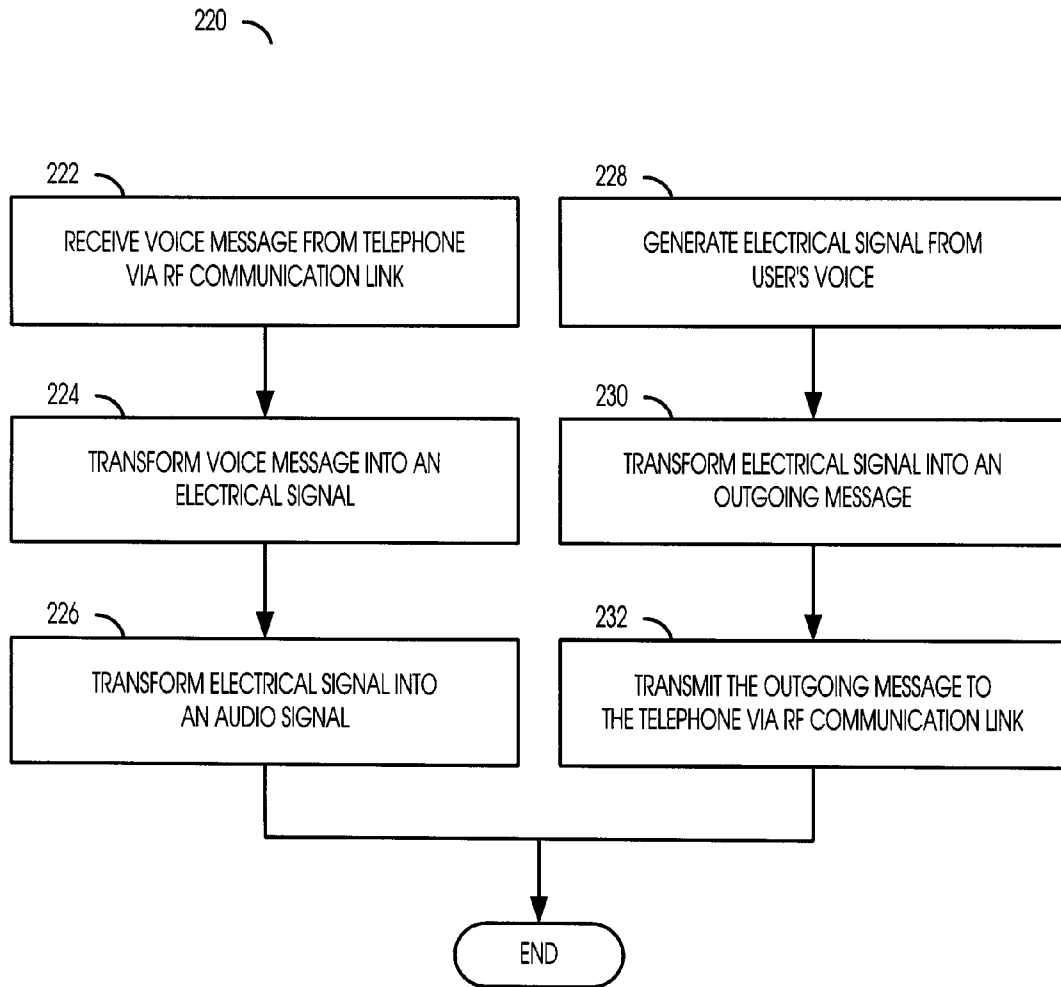 220
222
RECEIVE VOICE MESSAGE FROM TELEPHONE
VIA RF COMMUNICATION LINK
224
TRANSFORM VOICE MESSAGE INTO AN
ELECTRICAL SIGNAL
226
TRANSFORM ELECTRICAL SIGNAL INTO
AN AUDIO SIGNAL
228
GENERATE ELECTRICAL SIGNAL FROM
USER'S VOICE
230
TRANSFORM ELECTRICAL SIGNAL INTO AN
OUTGOING MESSAGE
232
TRANSMIT THE OUTGOING MESSAGE TO
THE TELEPHONE VIA RF COMMUNICATION LINK
END